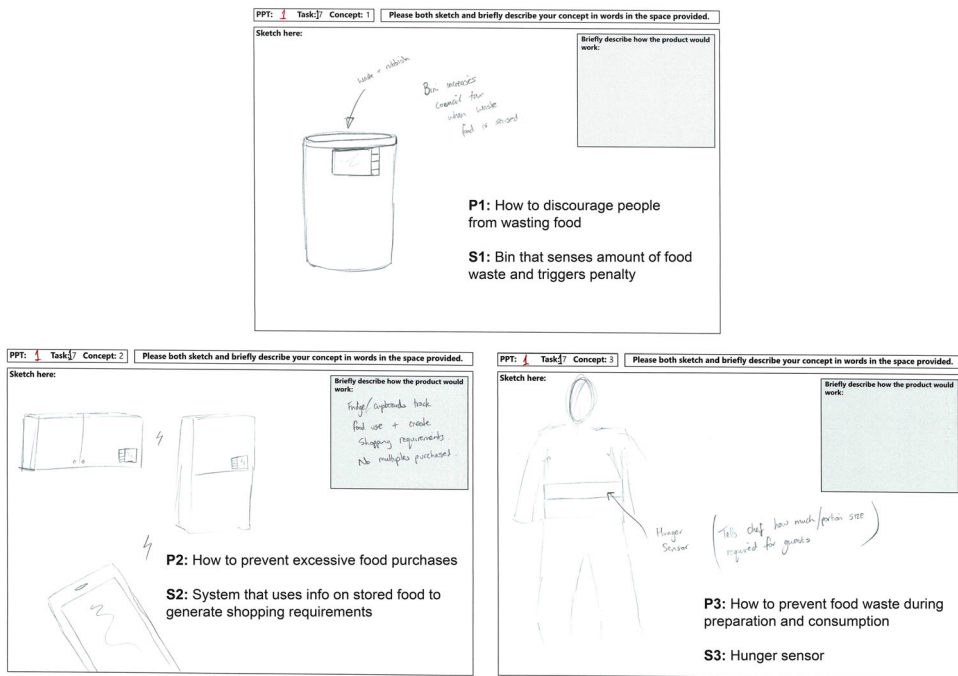 PPT: 1 Task: 17 Concept: 1
Please both sketch and briefly describe your concept in words in the space provided.
Sketch here:
Briefly describe how the product would
work:
waste + rubbish
Bin increases
council tax
when waste
food is sensed
P1: How to discourage people
from wasting food
S1: Bin that senses amount of food
waste and triggers penalty
PPT: 1 Task: 17 Concept: 2
Please both sketch and briefly describe your concept in words in the space provided.
Sketch here:
Briefly describe how the product would
work:
Fridge/cupboards track
food use + create
shopping requirements
No multiples purchased.
P2: How to prevent excessive food purchases
S2: System that uses info on stored food to
generate shopping requirements
PPT: 1 Task: 17 Concept: 3
Please both sketch and briefly describe your concept in words in the space provided.
Sketch here:
Briefly describe how the product would
work:
Hunger
Sensor
(Tells chef how much/portion size
required for guests)
P3: How to prevent food waste during
preparation and consumption
S3: Hunger sensor